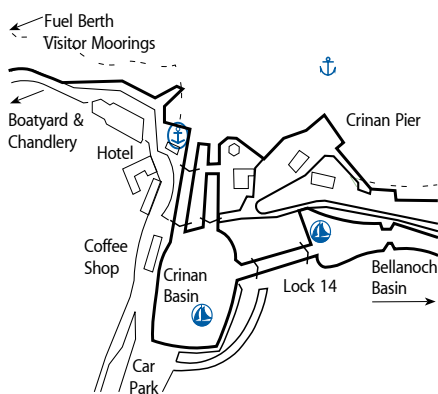 Fuel Berth
Visitor Moorings
Boatyard &
Chandlery
Hotel
Crinan Pier
Coffee
Shop
Crinan
Basin
Lock 14
Bellanoch
Basin
Car
Park